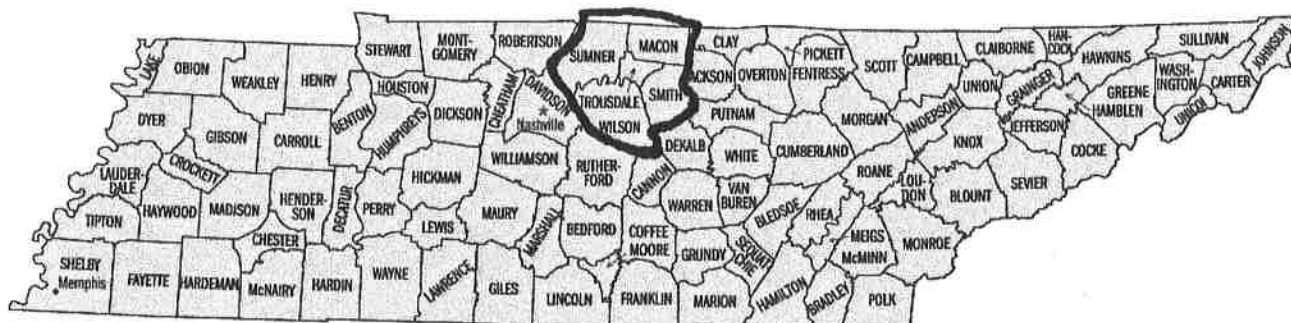 LAKE
OBION
WEAKLEY
HENRY
STEWART
MONT-
GOMERY
ROBERTSON
SUMNER
MACON
CLAY
PICKETT
FENTRESS
SCOTT
CAMPBELL
CLAIBORNE
HAN-
COCK
HAWKINS
SULLIVAN
JOHNSON
HOUSTON
CHEATHAM
DAVIDSON
Nashville
TROUSDALE
SMITH
JACKSON
OVERTON
UNION
GRAINGER
HAMBLEN
GREENE
WASH-
INGTON
CARTER
UNICOI
DYER
GIBSON
CARROLL
BENTON
HUMPHREYS
DICKSON
WILSON
PUTNAM
MORGAN
ANDERSON
KNOX
JEFFERSON
COCKE
LAUDER-
DALE
CROCKETT
WILLIAMSON
RUTHER-
FORD
CANNON
DEKALB
WHITE
CUMBERLAND
ROANE
LOU-
DON
BLOUNT
SEVIER
TIPTON
HAYWOOD
MADISON
HENDER-
SON
DECATUR
PERRY
HICKMAN
LEWIS
MAURY
MARSHALL
BEDFORD
COFFEE
MOORE
WARREN
VAN
BUREN
BLEDSOE
RHEA
MEIGS
McMINN
MONROE
CHESTER
SHELBY
Memphis
FAYETTE
HARDEMAN
McNAIRY
HARDIN
WAYNE
LAWRENCE
GILES
LINCOLN
FRANKLIN
GRUNDY
SEQUAT-
CHIE
MARION
HAMILTON
BRADLEY
POLK